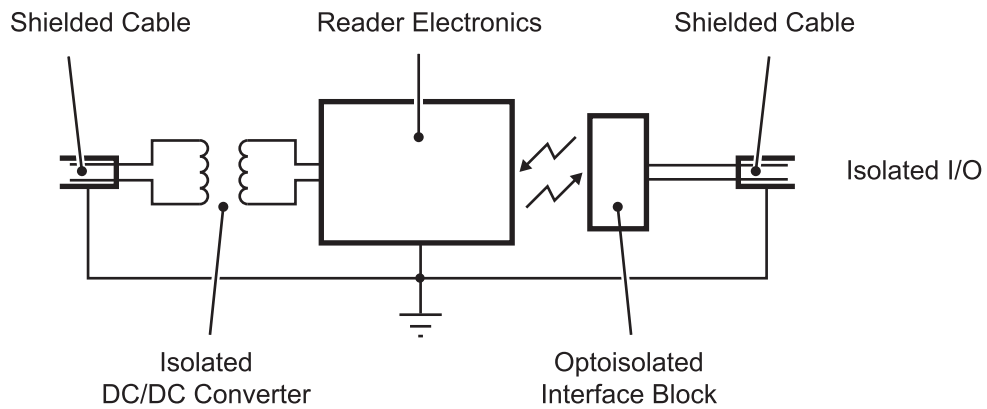 Shielded Cable
Reader Electronics
Shielded Cable
Isolated I/O
Isolated
DC/DC Converter
Optoisolated
Interface Block